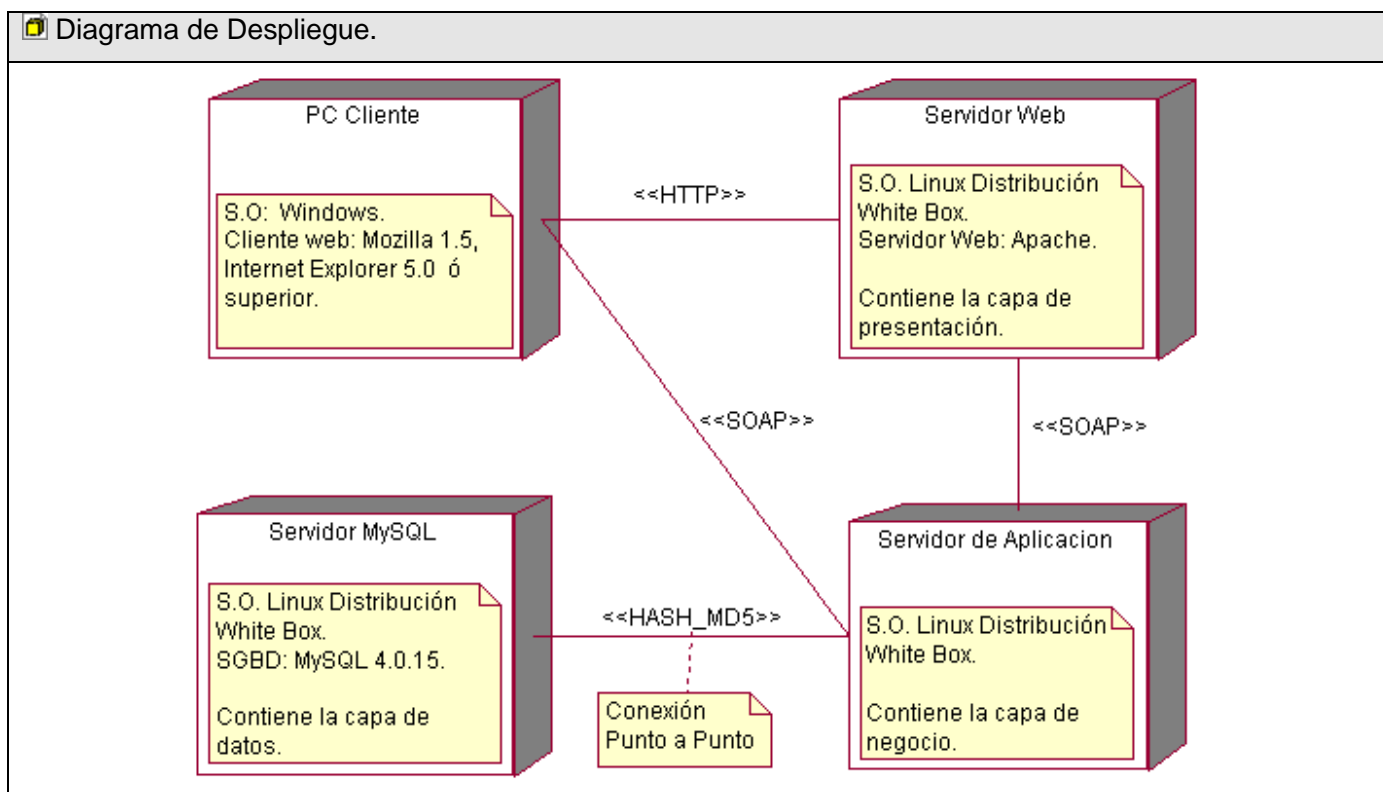 Diagrama de Despliegue.
PC Cliente
S.O: Windows.
Cliente web: Mozilla 1.5,
Internet Explorer 5.0 ó
superior.
<<HTTP>>
Servidor Web
S.O. Linux Distribución
White Box.
Servidor Web: Apache.
Contiene la capa de
presentación.
<<SOAP>>
<<SOAP>>
Servidor MySQL
S.O. Linux Distribución
White Box.
SGBD: MySQL 4.0.15.
Contiene la capa de
datos.
<<HASH_MD5>>
Conexión
Punto a Punto
Servidor de Aplicacion
S.O. Linux Distribución
White Box.
Contiene la capa de
negocio.